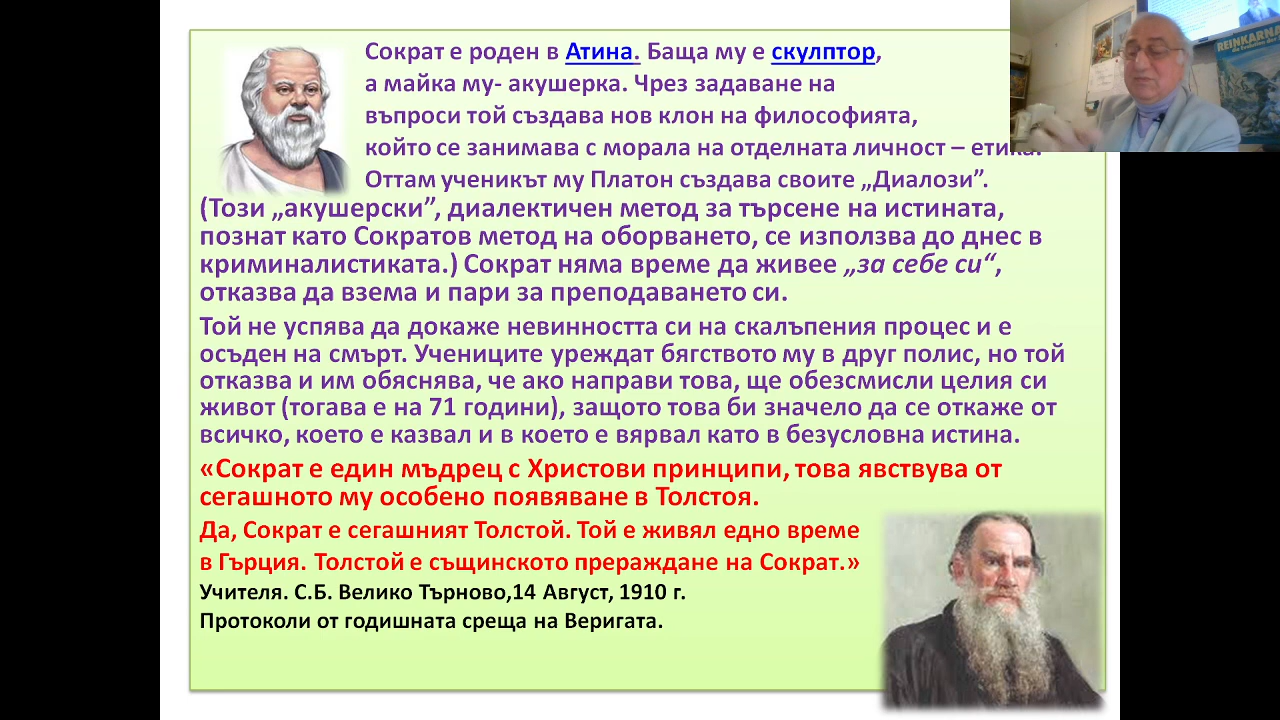 Сократ е роден в Атина. Баща му е скулптор,
а майка му- акушерка. Чрез задаване на
въпроси той създава нов клон на философията,
който се занимава с морала на отделната личност – етика.
Оттам ученикът му Платон създава своите „Диалози”.
(Този „акушерски”, диалектичен метод за търсене на истината,
познат като Сократов метод на оборването, се използва до днес в
криминалистиката.) Сократ няма време да живее „за себе си“,
отказва да взема и пари за преподаването си.
Той не успява да докаже невинността си на скалъпения процес и е
осъден на смърт. Учениците уреждат бягството му в друг полис, но той
отказва и им обяснява, че ако направи това, ще обезсмисли целия си
живот (тогава е на 71 години), защото това би значело да се откаже от
всичко, което е казвал и в което е вярвал като в безусловна истина.
«Сократ е един мъдрец с Христови принципи, това явствува от
сегашното му особено появяване в Толстоя.
Да, Сократ е сегашният Толстой. Той е живял едно време
в Гърция. Толстой е същинското прераждане на Сократ.»
Учителя. С.Б. Велико Търново,14 Август, 1910 г.
Протоколи от годишната среща на Веригата.
REINKARNA